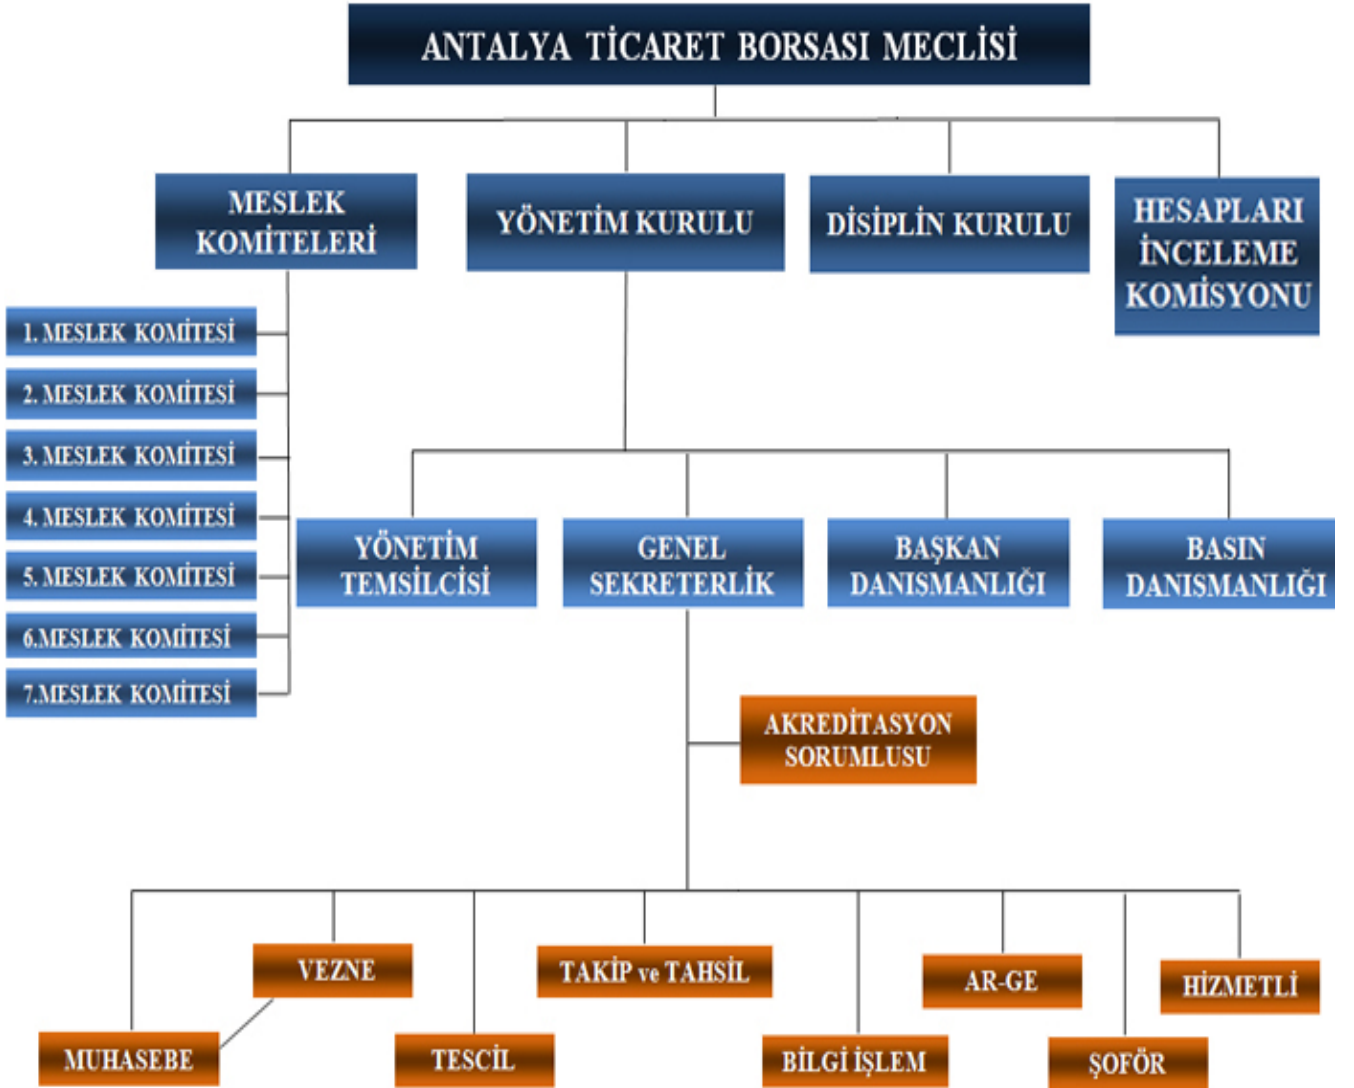 ANTALYA TİCARET BORSASI MECLİSİ
MESLEK
KOMİTELERİ
YÖNETİM KURULU
DİSİPLİN KURULU
HESAPLARI
İNCELEME
KOMİSYONU
1. MESLEK KOMİTESİ
2. MESLEK KOMİTESİ
3. MESLEK KOMİTESİ
4. MESLEK KOMİTESİ
5. MESLEK KOMİTESİ
6.MESLEK KOMİTESİ
7.MESLEK KOMİTESİ
YÖNETİM
TEMSİLCİSİ
GENEL
SEKRETERLİK
BAŞKAN
DANIŞMANLIĞI
BASIN
DANISMANLIĞI
AKREDİTASYON
SORUMLUSU
VEZNE
TAKİP ve TAHSİL
AR-GE
HİZMETLİ
MUHASEBE
TESCİL
BİLGİ İŞLEM
ŞOFÖR